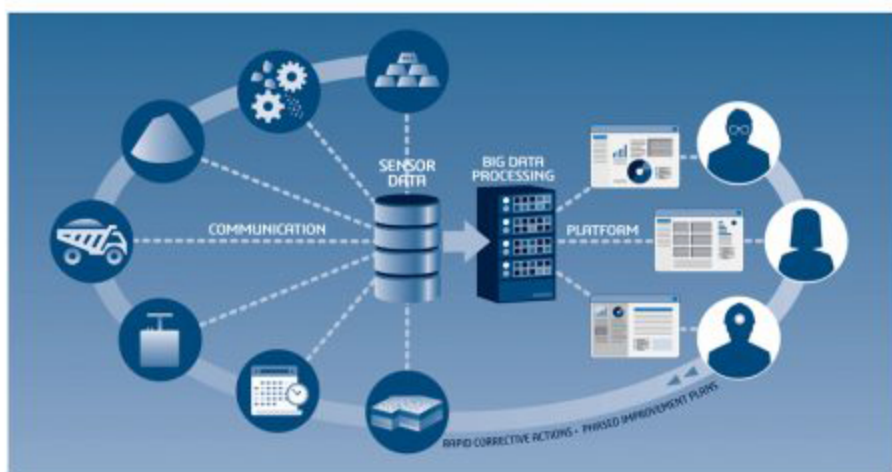 SENSOR
DATA
BIG DATA
PROCESSING
COMMUNICATION
PLATFORM
RAPID CORRECTIVE ACTIONS - PHASED IMPROVEMENT PLANS